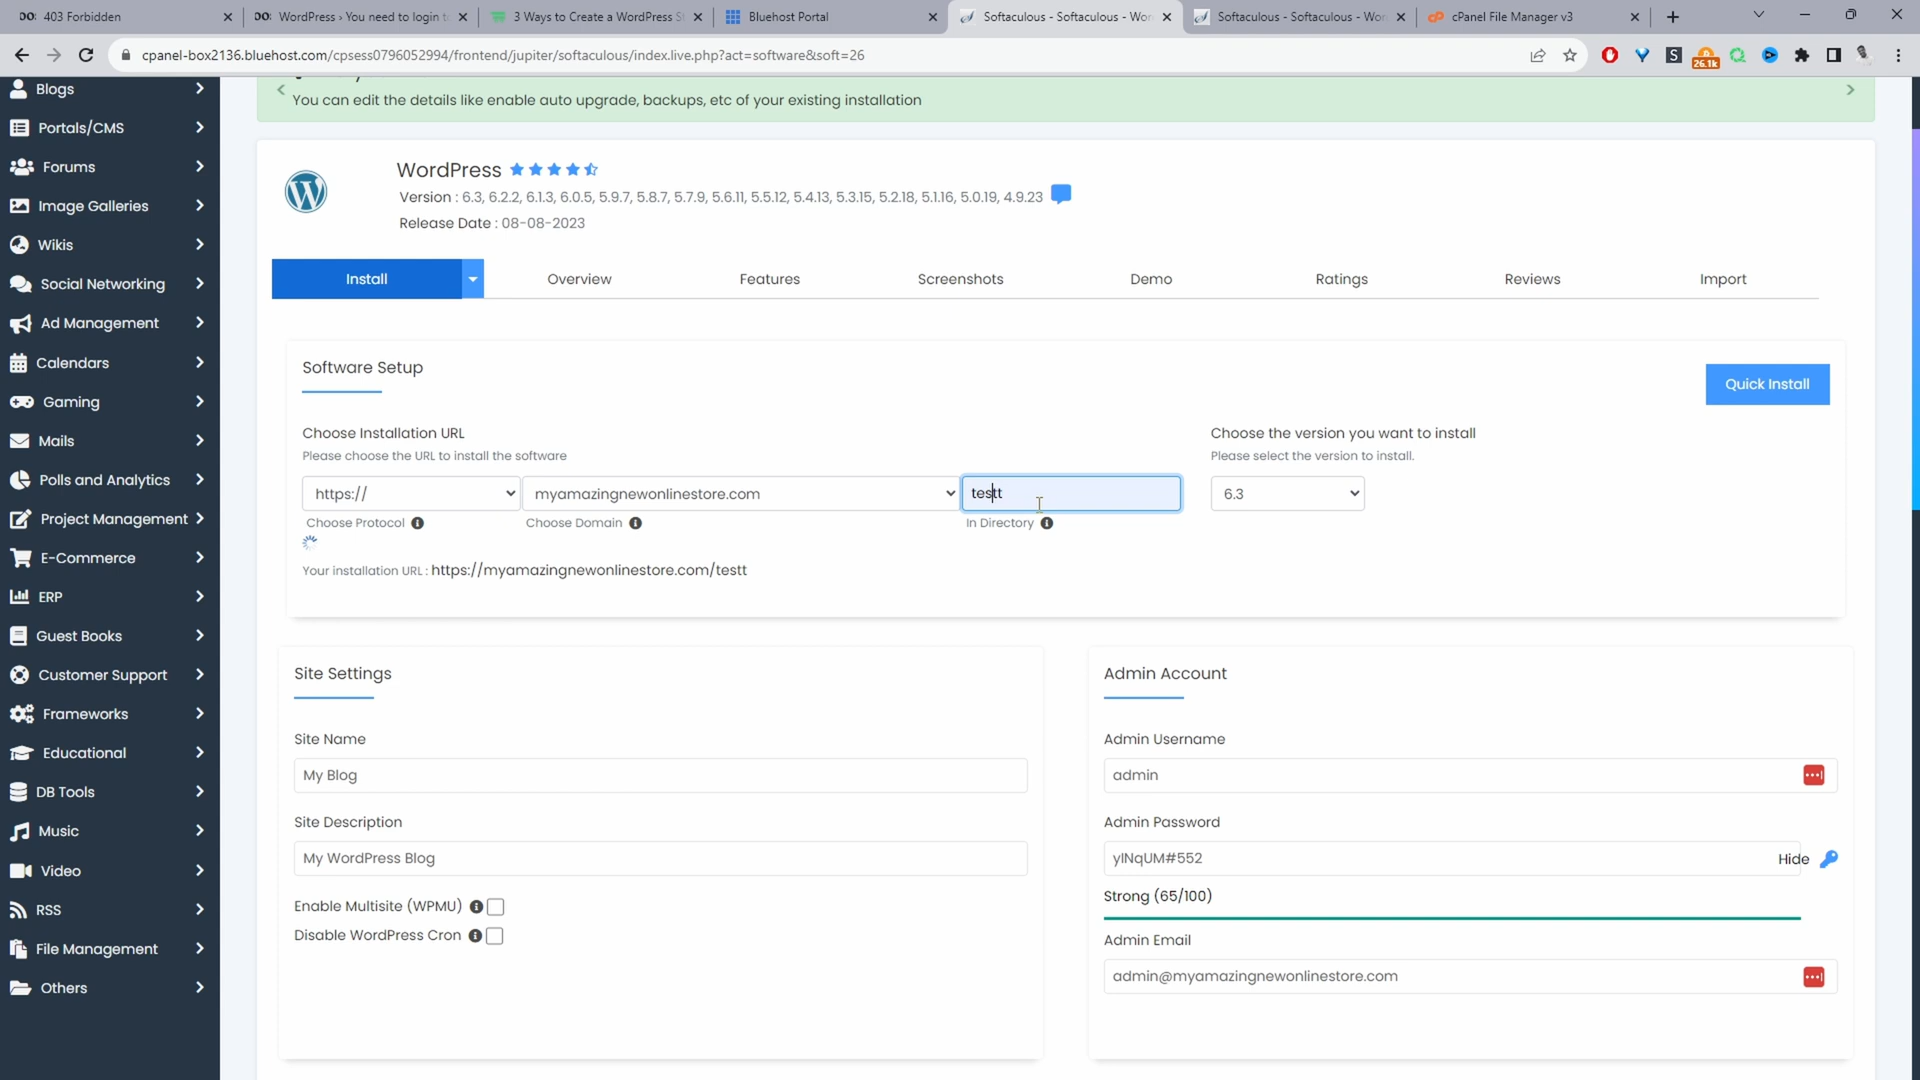 403 Forbidden
WordPress › You need to login t
3 Ways to Create a WordPress S
Bluehost Portal
Softaculous - Softaculous - Wor
Softaculous - Softaculous - Wor
cPanel File Manager v3
cpanel-box2136.bluehost.com/cpsess0796052994/frontend/jupiter/softaculous/index.live.php?act=software&soft=26
26.1k
You can edit the details like enable auto upgrade, backups, etc of your existing installation
Blogs
Portals/CMS
Forums
Image Galleries
Wikis
Social Networking
Ad Management
Calendars
Gaming
Mails
Polls and Analytics
Project Management
E-Commerce
ERP
Guest Books
Customer Support
Frameworks
Educational
DB Tools
Music
Video
RSS
File Management
Others
WordPress
Version : 6.3, 6.2.2, 6.1.3, 6.0.5, 5.9.7, 5.8.7, 5.7.9, 5.6.11, 5.5.12, 5.4.13, 5.3.15, 5.2.18, 5.1.16, 5.0.19, 4.9.23
Release Date : 08-08-2023
Install
Overview
Features
Screenshots
Demo
Ratings
Reviews
Import
Software Setup
Quick Install
Choose Installation URL
Please choose the URL to install the software
https://
myamazingnewonlinestore.com
testt
Choose Protocol
Choose Domain
In Directory
Your installation URL : https://myamazingnewonlinestore.com/testt
Choose the version you want to install
Please select the version to install.
6.3
Site Settings
Site Name
My Blog
Site Description
My WordPress Blog
Enable Multisite (WPMU)
Disable WordPress Cron
Admin Account
Admin Username
admin
Admin Password
yINqUM#552
Hide
Strong (65/100)
Admin Email
admin@myamazingnewonlinestore.com